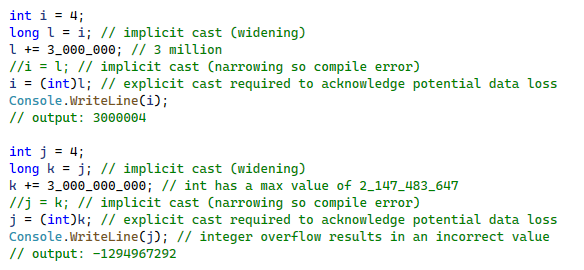 int i = 4;
long l = i; // implicit cast (widening)
l += 3_000_000; // 3 million
//i = l; // implicit cast (narrowing so compile error)
i = (int)l; // explicit cast required to acknowledge potential data loss
Console.WriteLine(i);
// output: 3000004

int j = 4;
long k = j; // implicit cast (widening)
k += 3_000_000_000; // int has a max value of 2_147_483_647
//j = k; // implicit cast (narrowing so compile error)
j = (int)k; // explicit cast required to acknowledge potential data loss
Console.WriteLine(j); // integer overflow results in an incorrect value
// output: -1294967292